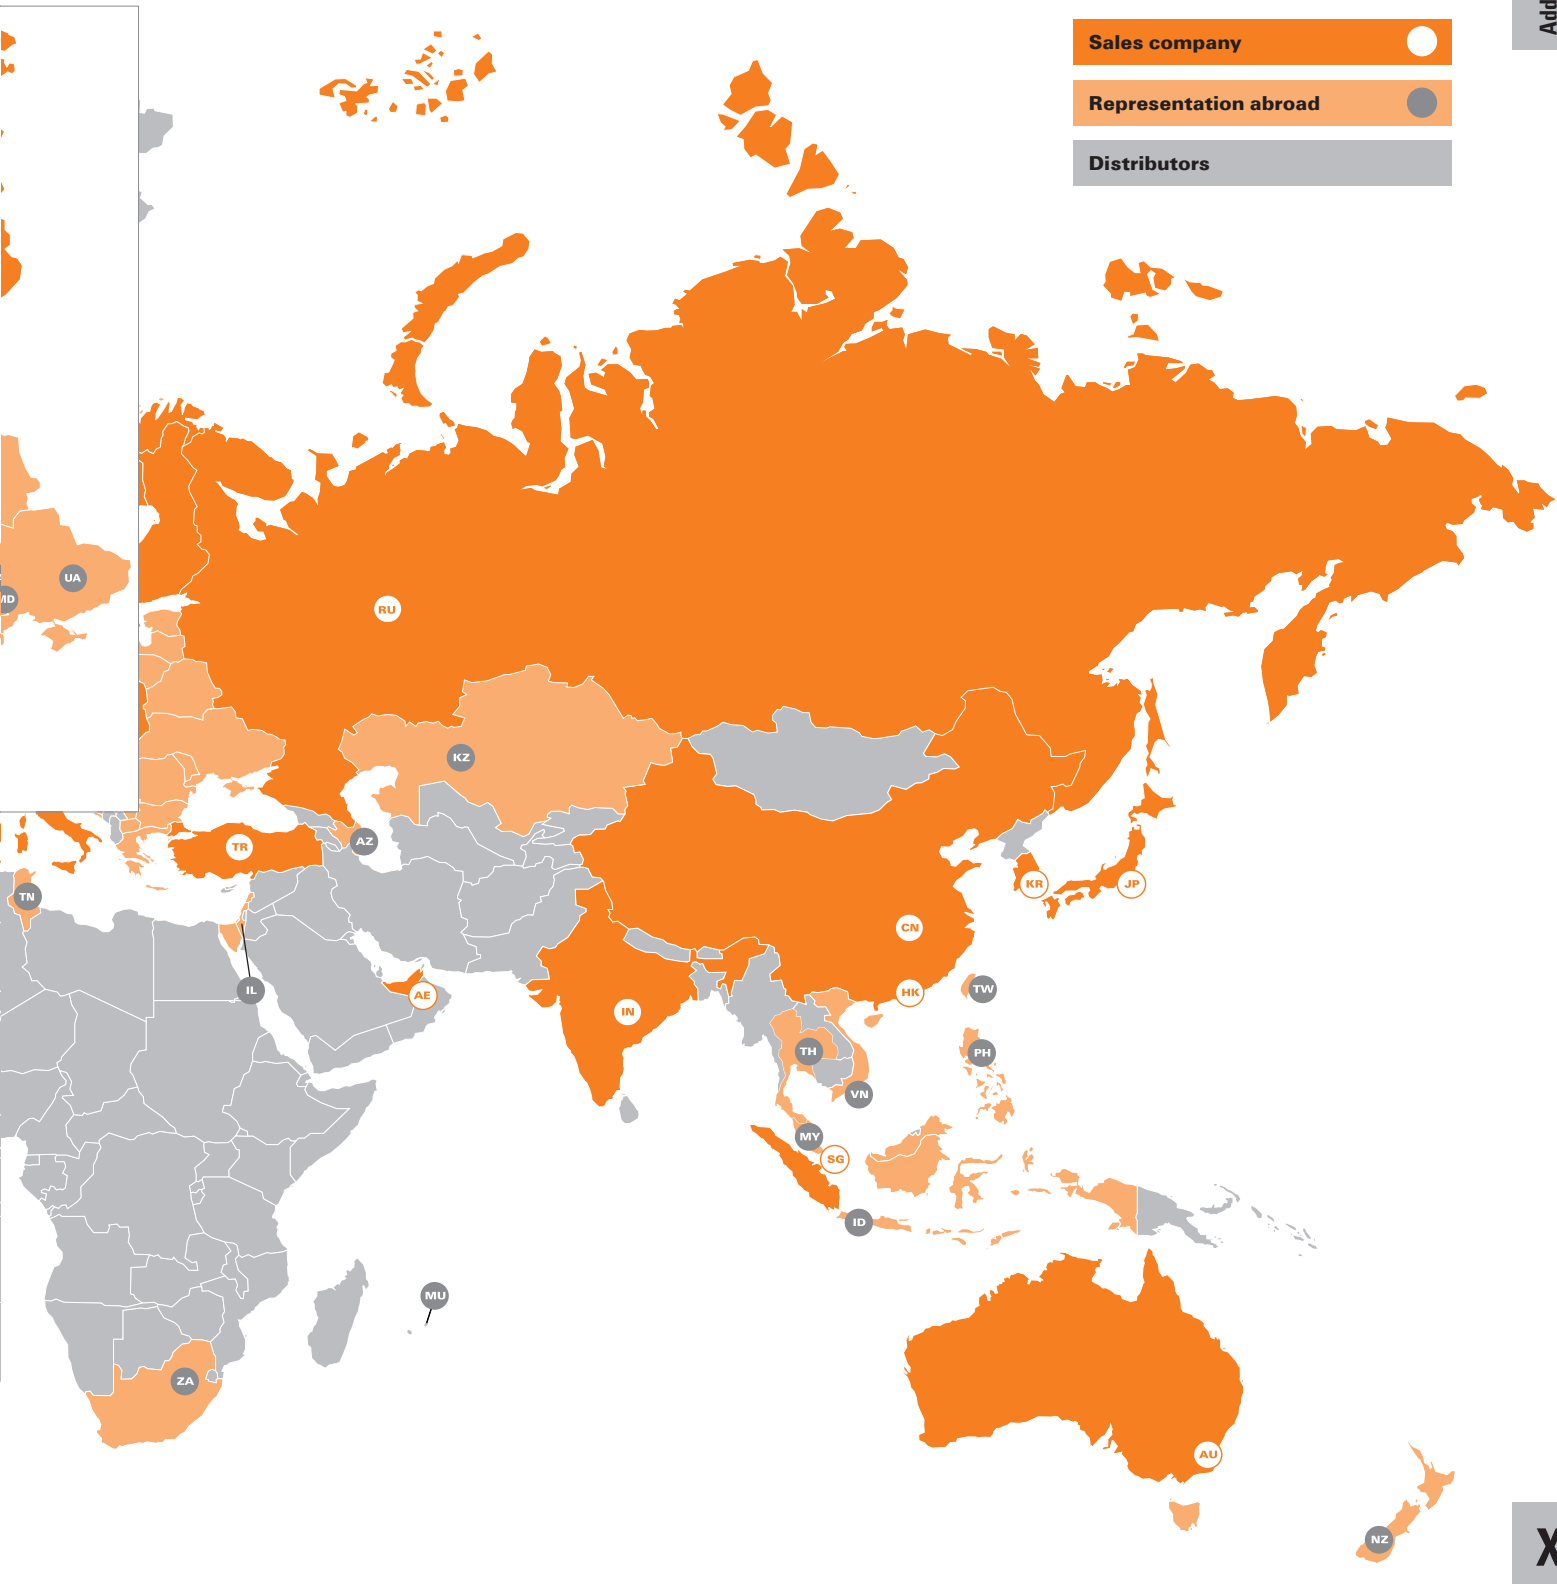 Add
Sales company
Representation abroad
Distributors
UA
MD
RU
KZ
TR
AZ
TN
KR
JP
CN
IL
AE
IN
HK
TW
TH
PH
VN
MY
SG
ID
MU
ZA
AU
NZ
X